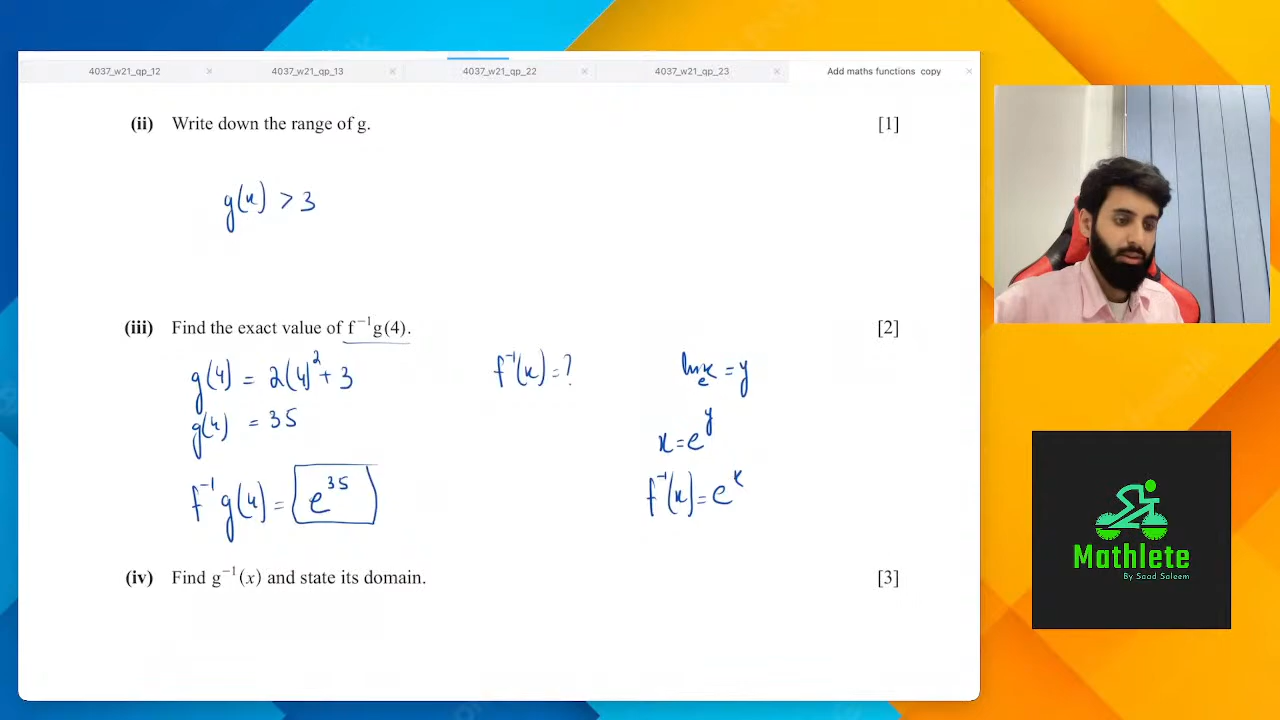 4037_w21_qp_12 × 4037_w21_qp_13 × 4037_w21_qp_22 × 4037_w21_qp_23 × Add maths functions copy ×
(ii) Write down the range of g. [1]
g(x) > 3
(iii) Find the exact value of f⁻¹g(4). [2]
g(4) = 2(4)² + 3
g(4) = 35
f⁻¹g(4) = e³⁵
f⁻¹(x) = ?
lnₑx = y
x = e^y
f⁻¹(x) = e^x
(iv) Find g⁻¹(x) and state its domain. [3]
Mathlete
By Saad Saleem